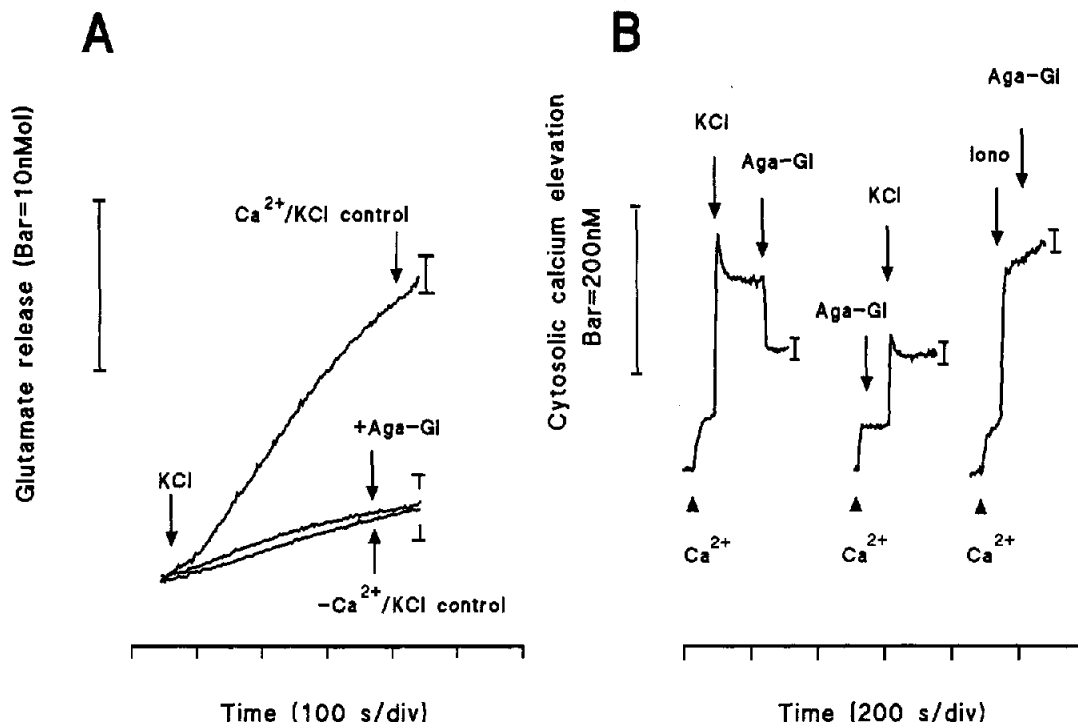 A
Glutamate release (Bar=10nMol)
Ca2+/KCl control
+Aga-GI
KCl
-Ca2+/KCl control
Time (100 s/div)
B
Cytosolic calcium elevation
Bar=200nM
KCl
Aga-GI
Aga-GI
KCl
Aga-GI
Iono
Ca2+
Ca2+
Ca2+
Time (200 s/div)